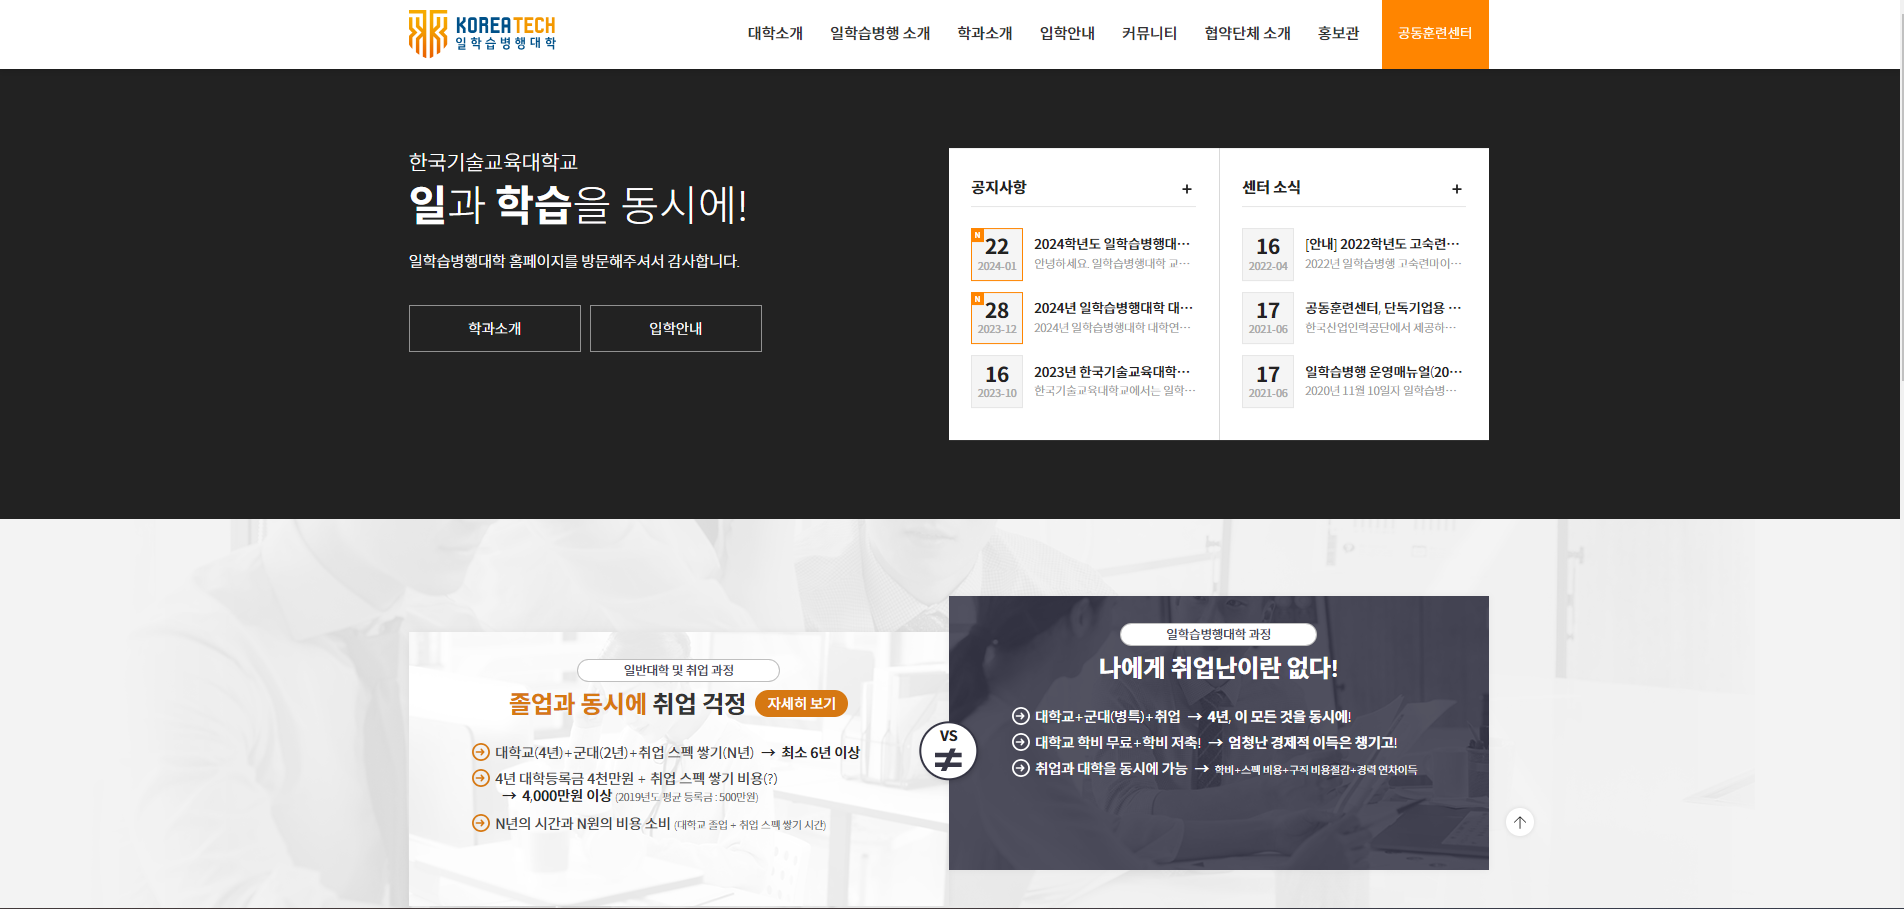 KOREATECH
일학습병행대학
대학소개 일학습병행 소개 학과소개 입학안내 커뮤니티 협약단체 소개 홍보관 공동훈련센터
한국기술교육대학교
일과 학습을 동시에!
일학습병행대학 홈페이지를 방문해주셔서 감사합니다.
학과소개 입학안내
공지사항 +
N
22
2024-01
2024학년도 일학습병행대···
안녕하세요. 일학습병행대학 교···
N
28
2023-12
2024년 일학습병행대학 대···
2024년 일학습병행대학 대학연···
16
2023-10
2023년 한국기술교육대학···
한국기술교육대학교에서는 일학···
센터 소식 +
16
2022-04
[안내] 2022학년도 고숙련···
2022년 일학습병행 고숙련마이···
17
2021-06
공동훈련센터, 단독기업용 ···
한국산업인력공단에서 제공하···
17
2021-06
일학습병행 운영매뉴얼(20···
2020년 11월 10일자 일학습병···
일반대학 및 취업 과정
졸업과 동시에 취업 걱정 자세히 보기
대학교(4년)+군대(2년)+취업 스펙 쌓기(N년) → 최소 6년 이상
4년 대학등록금 4천만원 + 취업 스펙 쌓기 비용(?)
→ 4,000만원 이상 (2019년도 평균 등록금 : 500만원)
N년의 시간과 N원의 비용 소비 (대학교 졸업 + 취업 스펙 쌓기 시간)
VS
≠
일학습병행대학 과정
나에게 취업난이란 없다!
대학교+군대(병특)+취업 → 4년, 이 모든 것을 동시에!
대학교 학비 무료+학비 저축! → 엄청난 경제적 이득은 챙기고!
취업과 대학을 동시에 가능 → 학비+스펙 비용+구직 비용절감+경력 연차이득